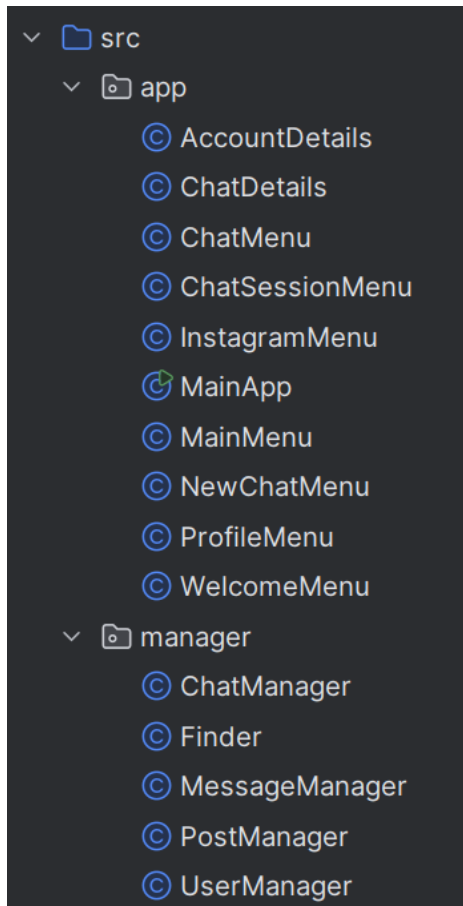 src
app
AccountDetails
ChatDetails
ChatMenu
ChatSessionMenu
InstagramMenu
MainApp
MainMenu
NewChatMenu
ProfileMenu
WelcomeMenu
manager
ChatManager
Finder
MessageManager
PostManager
UserManager